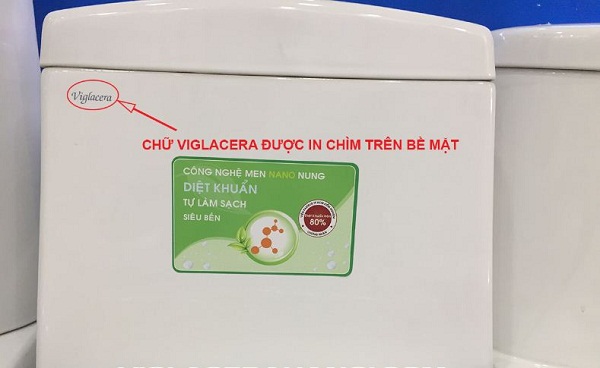 Viglacera
CHỮ VIGLACERA ĐƯỢC IN CHÌM TRÊN BỀ MẶT
CÔNG NGHỆ MEN NANO NUNG
DIỆT KHUẨN
TỰ LÀM SẠCH
SIÊU BỀN
80%